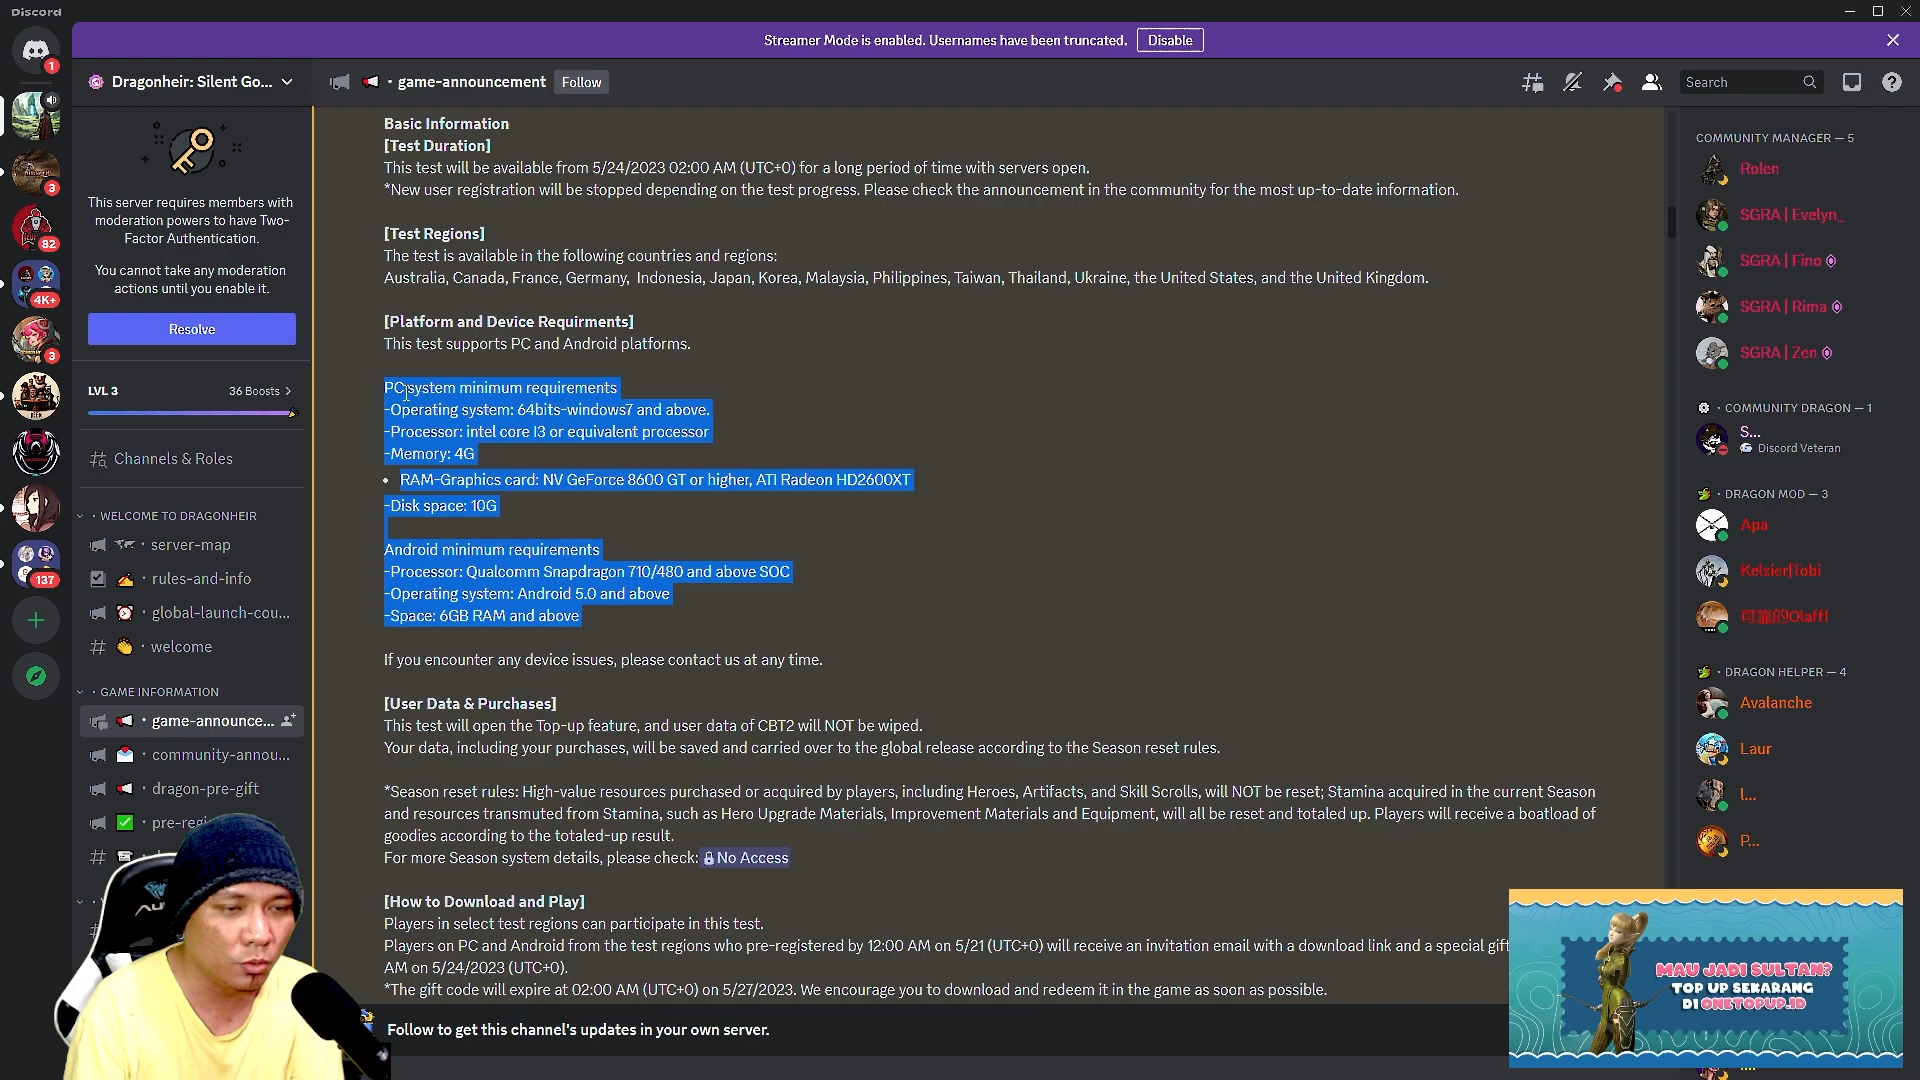 Discord
Streamer Mode is enabled. Usernames have been truncated.
Disable
1
Dragonheir: Silent Go...
· game-announcement
Follow
Search
This server requires members with
moderation powers to have Two-
Factor Authentication.
You cannot take any moderation
actions until you enable it.
Resolve
LVL 3
36 Boosts
Channels & Roles
· WELCOME TO DRAGONHEIR
· server-map
· rules-and-info
· global-launch-cou...
· welcome
· GAME INFORMATION
· game-announce...
· community-annou...
· dragon-pre-gift
· pre-regi
3
82
4K+
3
137
Basic Information
[Test Duration]
This test will be available from 5/24/2023 02:00 AM (UTC+0) for a long period of time with servers open.
*New user registration will be stopped depending on the test progress. Please check the announcement in the community for the most up-to-date information.
[Test Regions]
The test is available in the following countries and regions:
Australia, Canada, France, Germany,  Indonesia, Japan, Korea, Malaysia, Philippines, Taiwan, Thailand, Ukraine, the United States, and the United Kingdom.
[Platform and Device Requirments]
This test supports PC and Android platforms.
PC system minimum requirements
-Operating system: 64bits-windows7 and above.
-Processor: intel core I3 or equivalent processor
-Memory: 4G
• RAM-Graphics card: NV GeForce 8600 GT or higher, ATI Radeon HD2600XT
-Disk space: 10G
Android minimum requirements
-Processor: Qualcomm Snapdragon 710/480 and above SOC
-Operating system: Android 5.0 and above
-Space: 6GB RAM and above
If you encounter any device issues, please contact us at any time.
[User Data & Purchases]
This test will open the Top-up feature, and user data of CBT2 will NOT be wiped.
Your data, including your purchases, will be saved and carried over to the global release according to the Season reset rules.
*Season reset rules: High-value resources purchased or acquired by players, including Heroes, Artifacts, and Skill Scrolls, will NOT be reset; Stamina acquired in the current Season
and resources transmuted from Stamina, such as Hero Upgrade Materials, Improvement Materials and Equipment, will all be reset and totaled up. Players will receive a boatload of
goodies according to the totaled-up result.
For more Season system details, please check: No Access
[How to Download and Play]
Players in select test regions can participate in this test.
Players on PC and Android from the test regions who pre-registered by 12:00 AM on 5/21 (UTC+0) will receive an invitation email with a download link and a special gift
AM on 5/24/2023 (UTC+0).
*The gift code will expire at 02:00 AM (UTC+0) on 5/27/2023. We encourage you to download and redeem it in the game as soon as possible.
Follow to get this channel's updates in your own server.
COMMUNITY MANAGER — 5
Rolen
SGRA | Evelyn_
SGRA | Fino
SGRA | Rima
SGRA | Zen
· COMMUNITY DRAGON — 1
S...
Discord Veteran
· DRAGON MOD — 3
Apa
Kelsier|Tobi
可靠的!Olafff
· DRAGON HELPER — 4
Avalanche
Laur
l...
P...
MAU JADI SULTAN?
TOP UP SEKARANG
DI ONETOPUP.ID